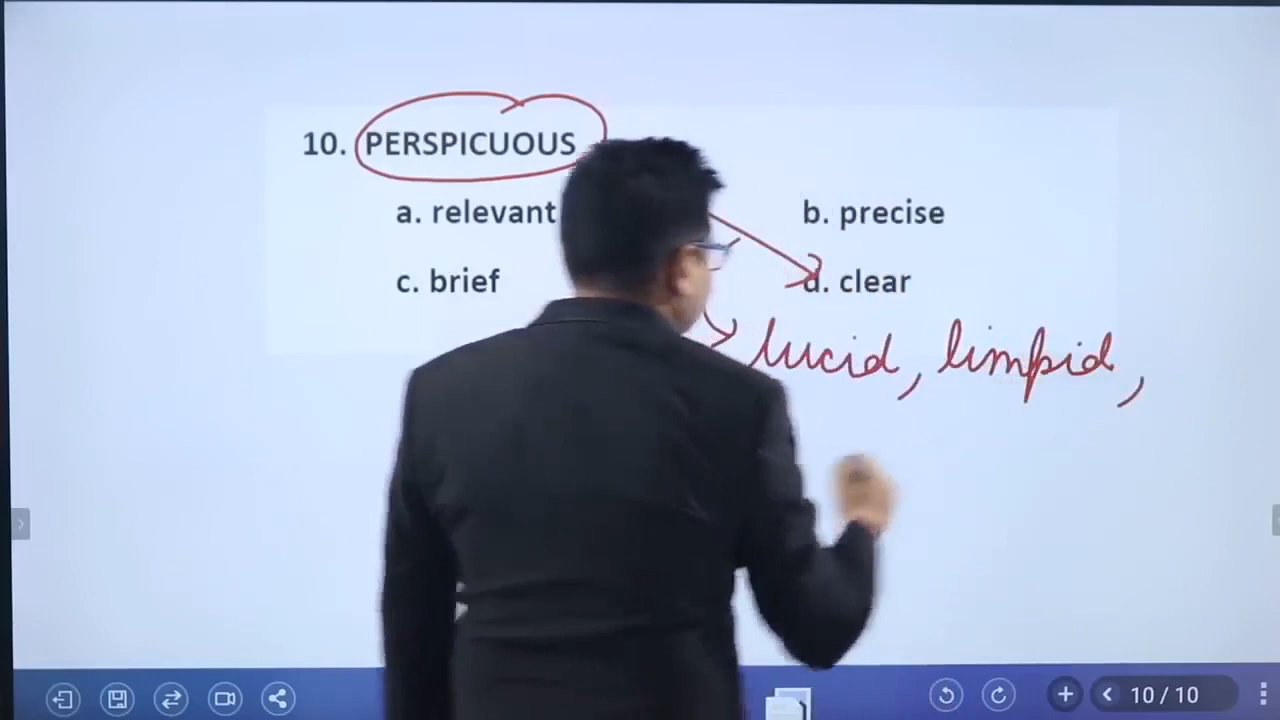 10. PERSPICUOUS
a. relevant
b. precise
c. brief
d. clear
lucid, limpid,
10 / 10